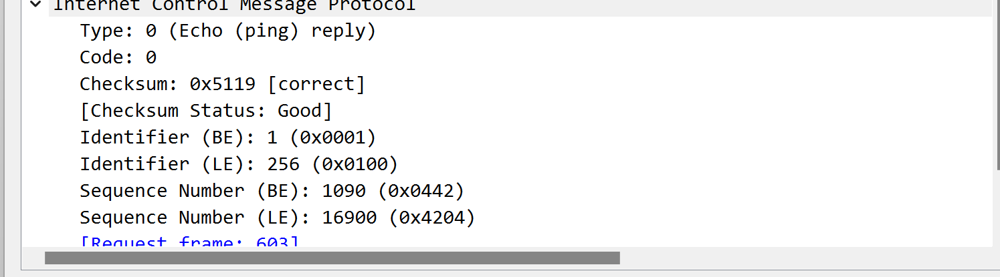 Internet Control Message Protocol
Type: 0 (Echo (ping) reply)
Code: 0
Checksum: 0x5119 [correct]
[Checksum Status: Good]
Identifier (BE): 1 (0x0001)
Identifier (LE): 256 (0x0100)
Sequence Number (BE): 1090 (0x0442)
Sequence Number (LE): 16900 (0x4204)
[Request frame: 603]